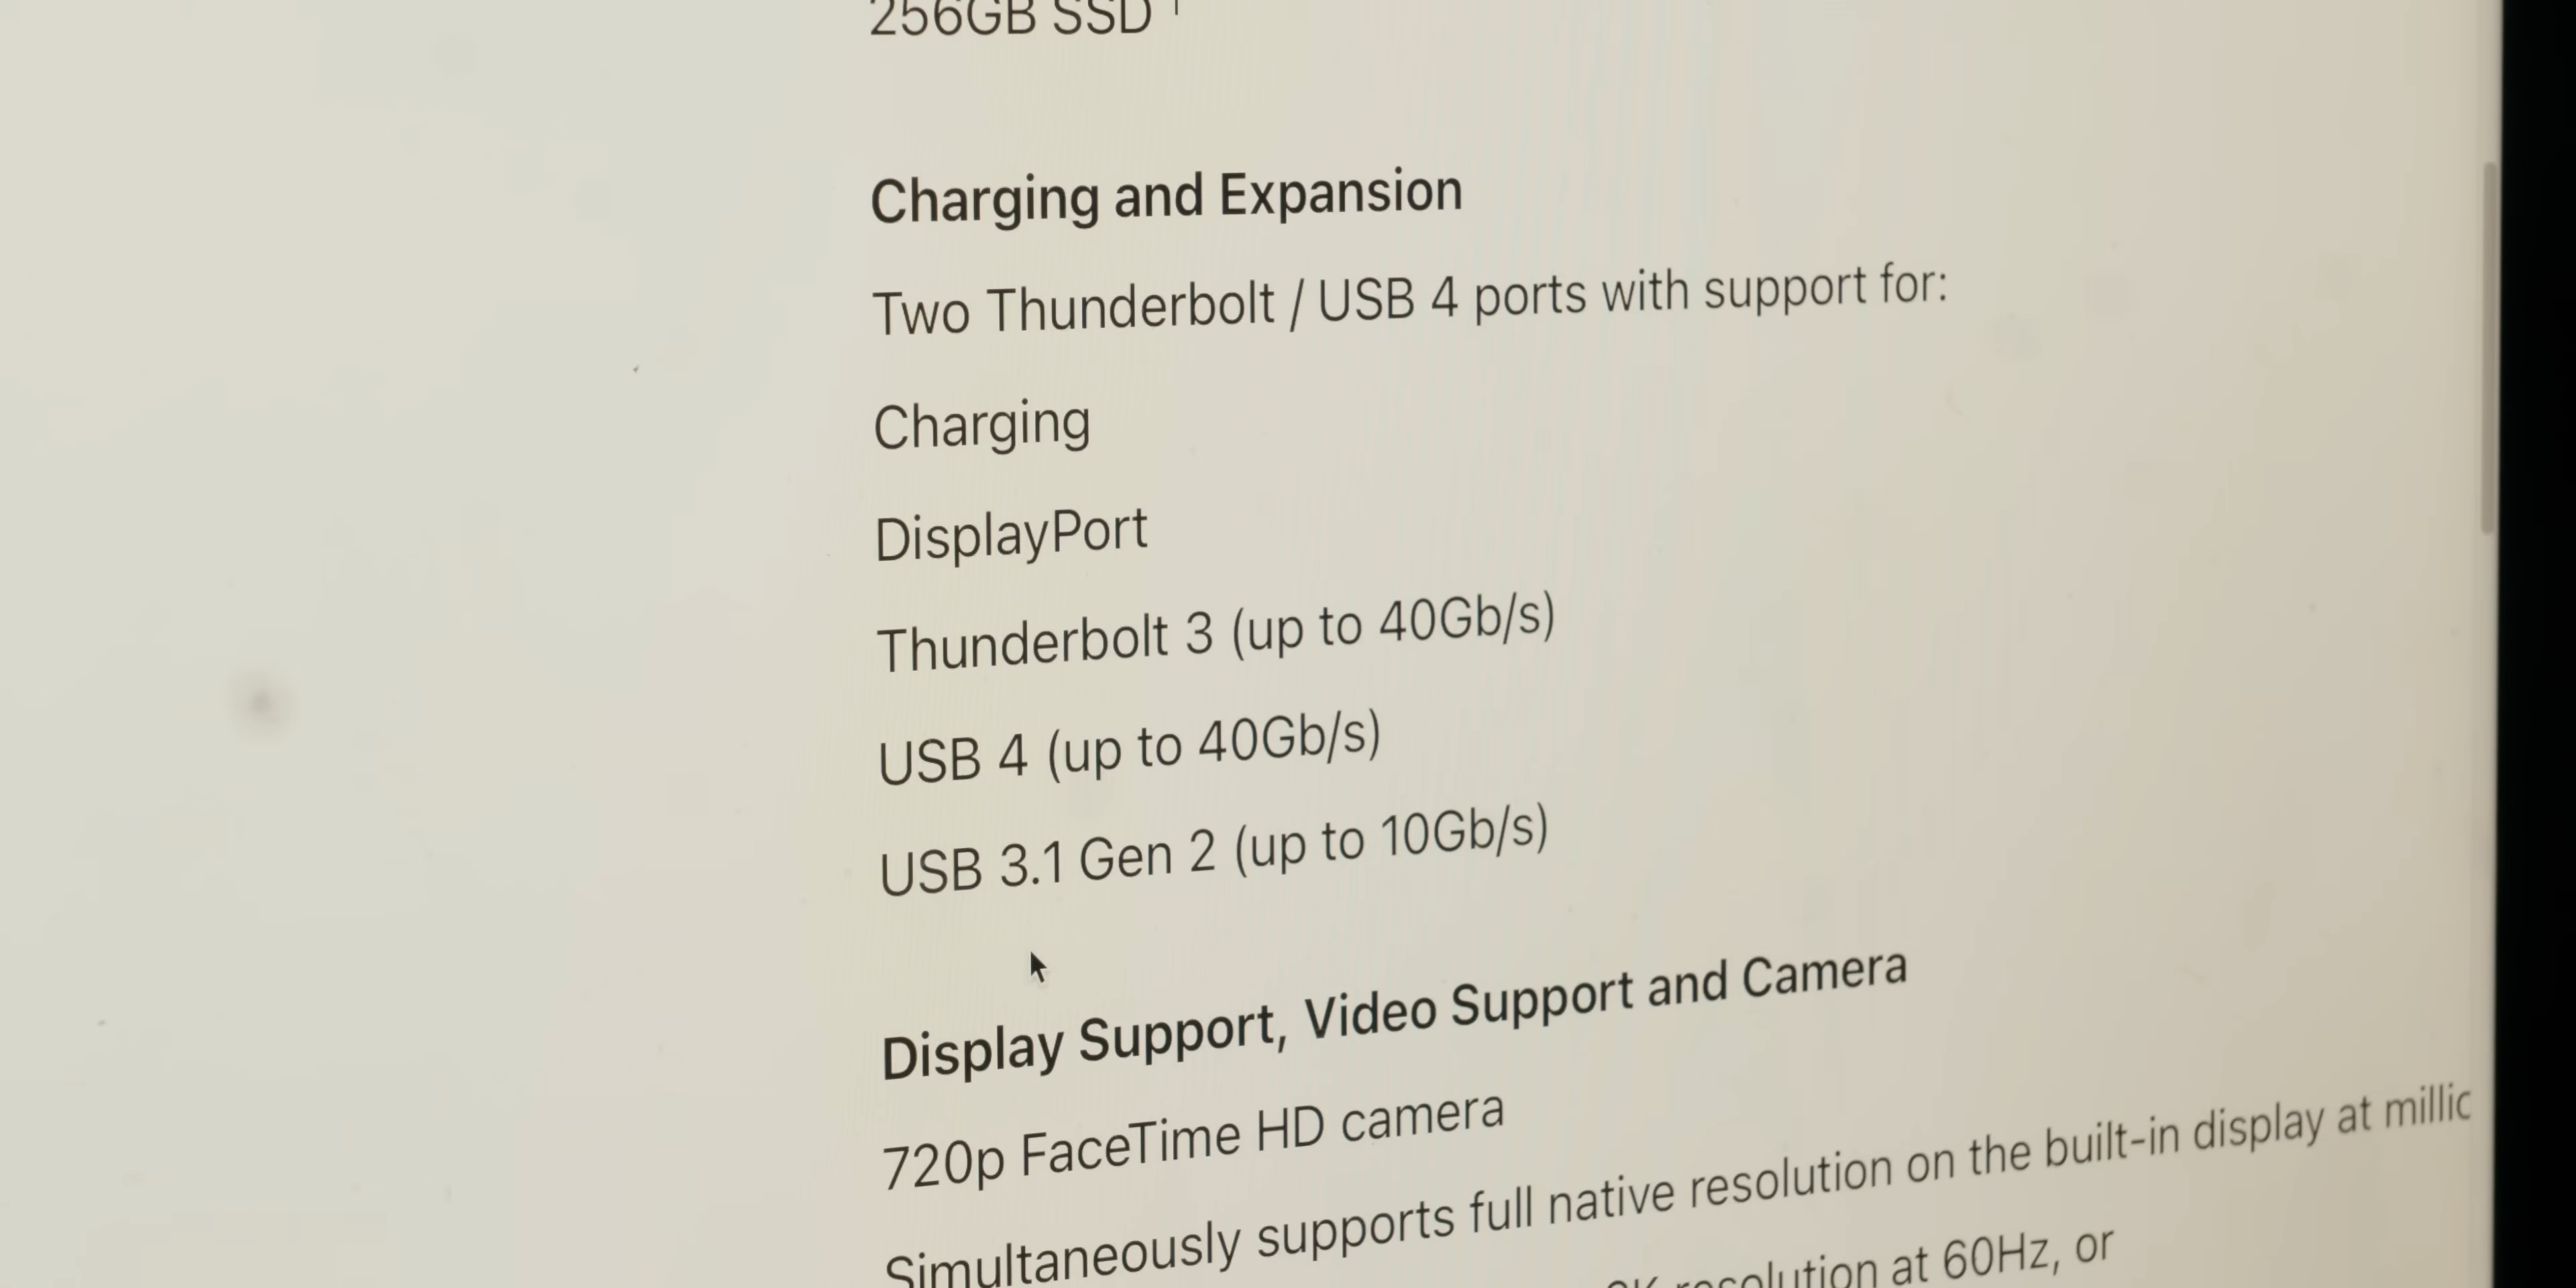 256GB SSD
Charging and Expansion
Two Thunderbolt / USB 4 ports with support for:
Charging
DisplayPort
Thunderbolt 3 (up to 40Gb/s)
USB 4 (up to 40Gb/s)
USB 3.1 Gen 2 (up to 10Gb/s)
Display Support, Video Support and Camera
720p FaceTime HD camera
Simultaneously supports full native resolution on the built-in display at
resolution at 60Hz, or